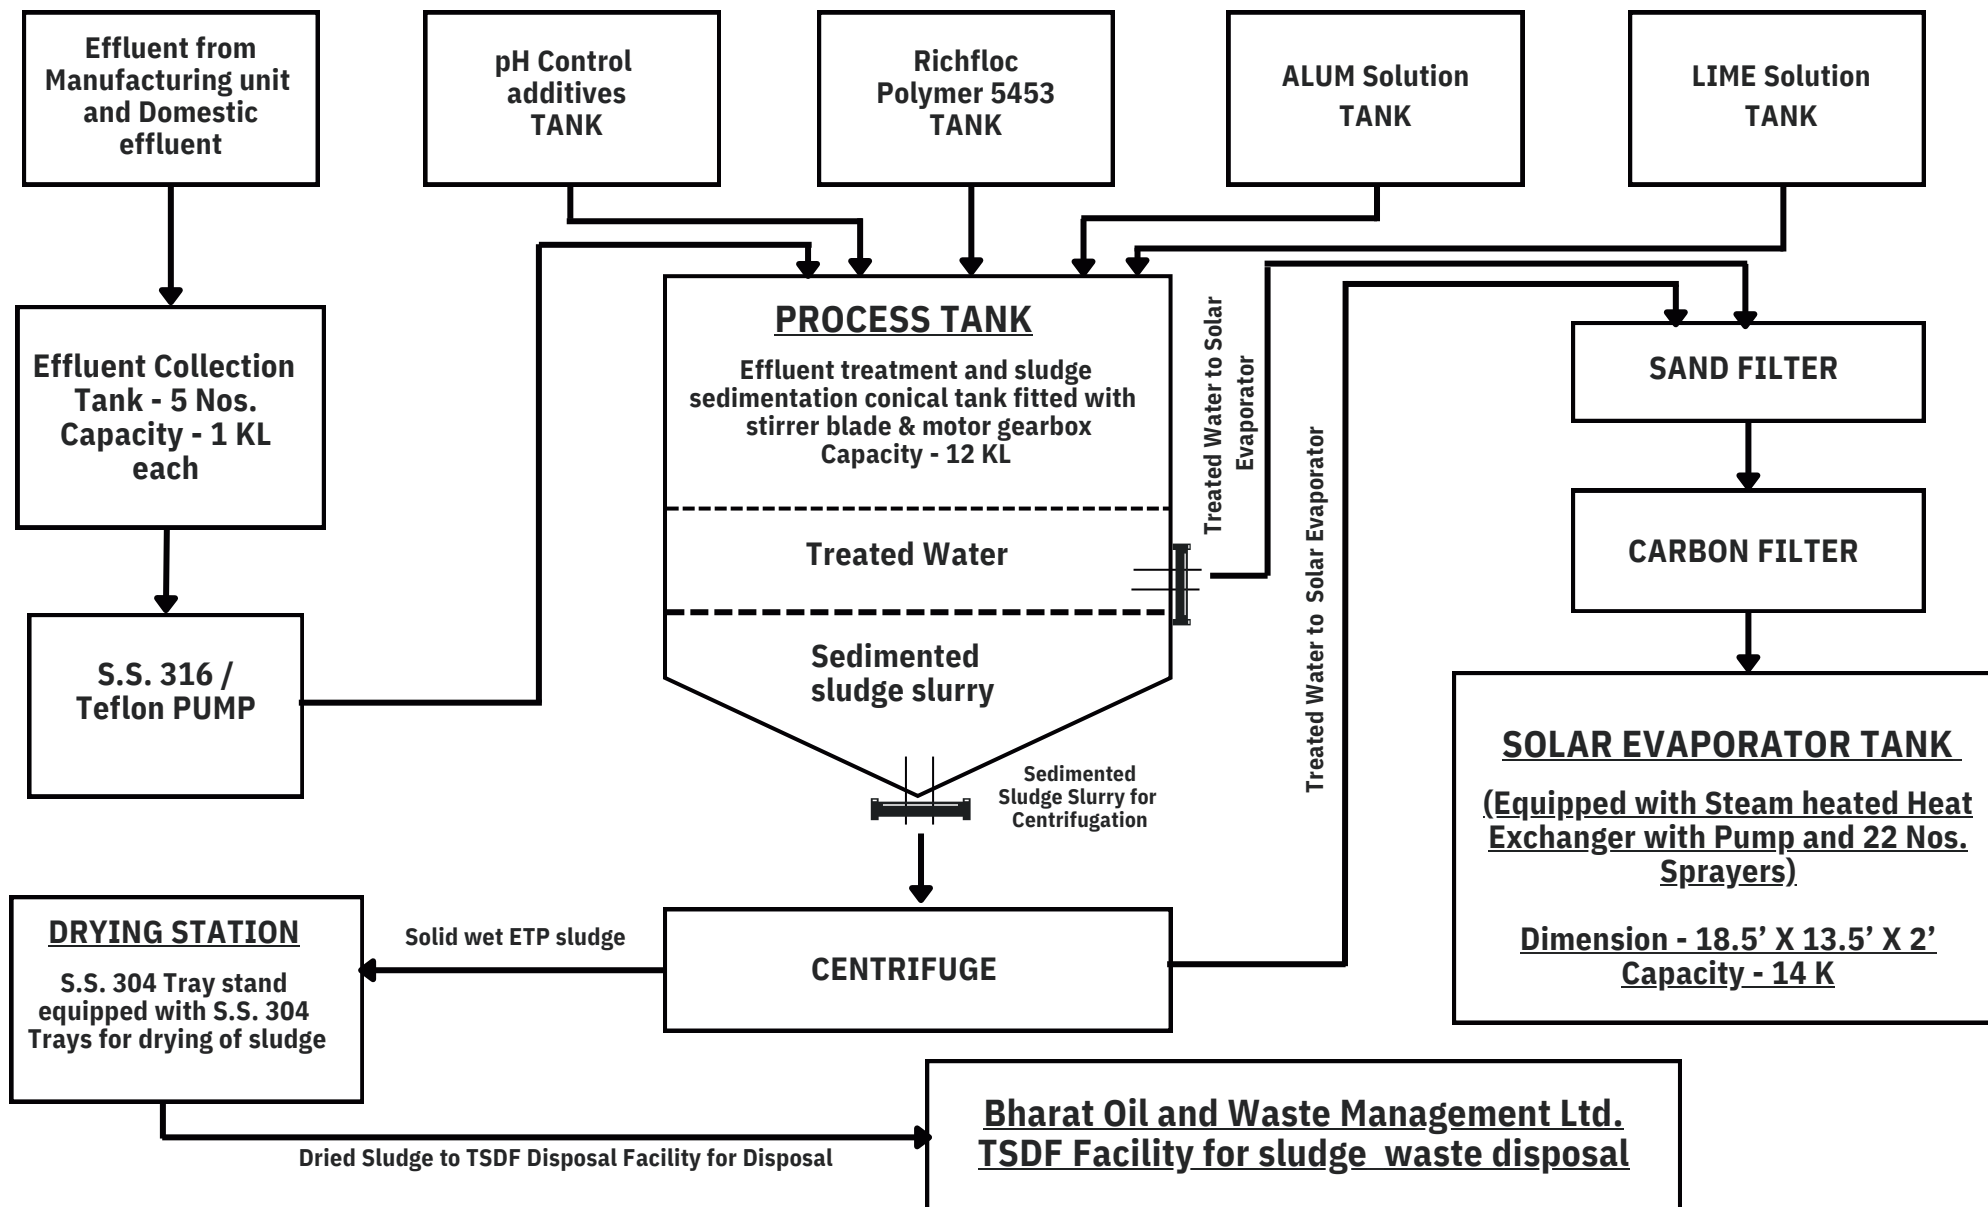 Effluent from
Manufacturing unit
and Domestic
effluent
pH Control
additives
TANK
Richfloc
Polymer 5453
TANK
ALUM Solution
TANK
LIME Solution
TANK
Effluent Collection
Tank - 5 Nos.
Capacity - 1 KL
each
S.S. 316 /
Teflon PUMP
PROCESS TANK
Effluent treatment and sludge
sedimentation conical tank fitted with
stirrer blade & motor gearbox
Capacity - 12 KL
Treated Water
Sedimented
sludge slurry
Sedimented
Sludge Slurry for
Centrifugation
Treated Water to Solar
Evaporator
Treated Water to Solar Evaporator
SAND FILTER
CARBON FILTER
SOLAR EVAPORATOR TANK
(Equipped with Steam heated Heat
Exchanger with Pump and 22 Nos.
Sprayers)
Dimension - 18.5’ X 13.5’ X 2’
Capacity - 14 K
CENTRIFUGE
Solid wet ETP sludge
DRYING STATION
S.S. 304 Tray stand
equipped with S.S. 304
Trays for drying of sludge
Dried Sludge to TSDF Disposal Facility for Disposal
Bharat Oil and Waste Management Ltd.
TSDF Facility for sludge waste disposal